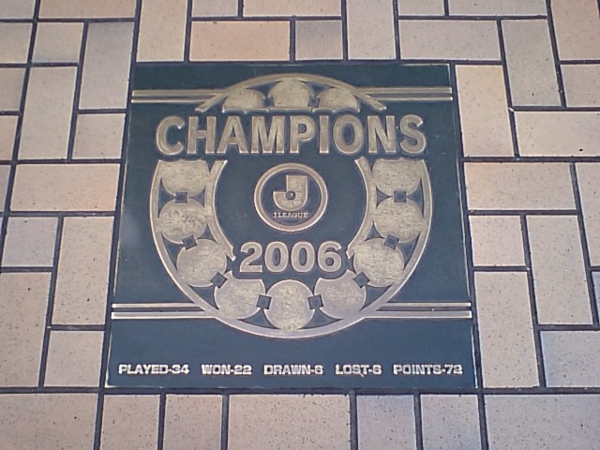 CHAMPIONS
J
J.LEAGUE
2006
PLAYED-34 WON-22 DRAWN-6 LOST-6 POINTS-72